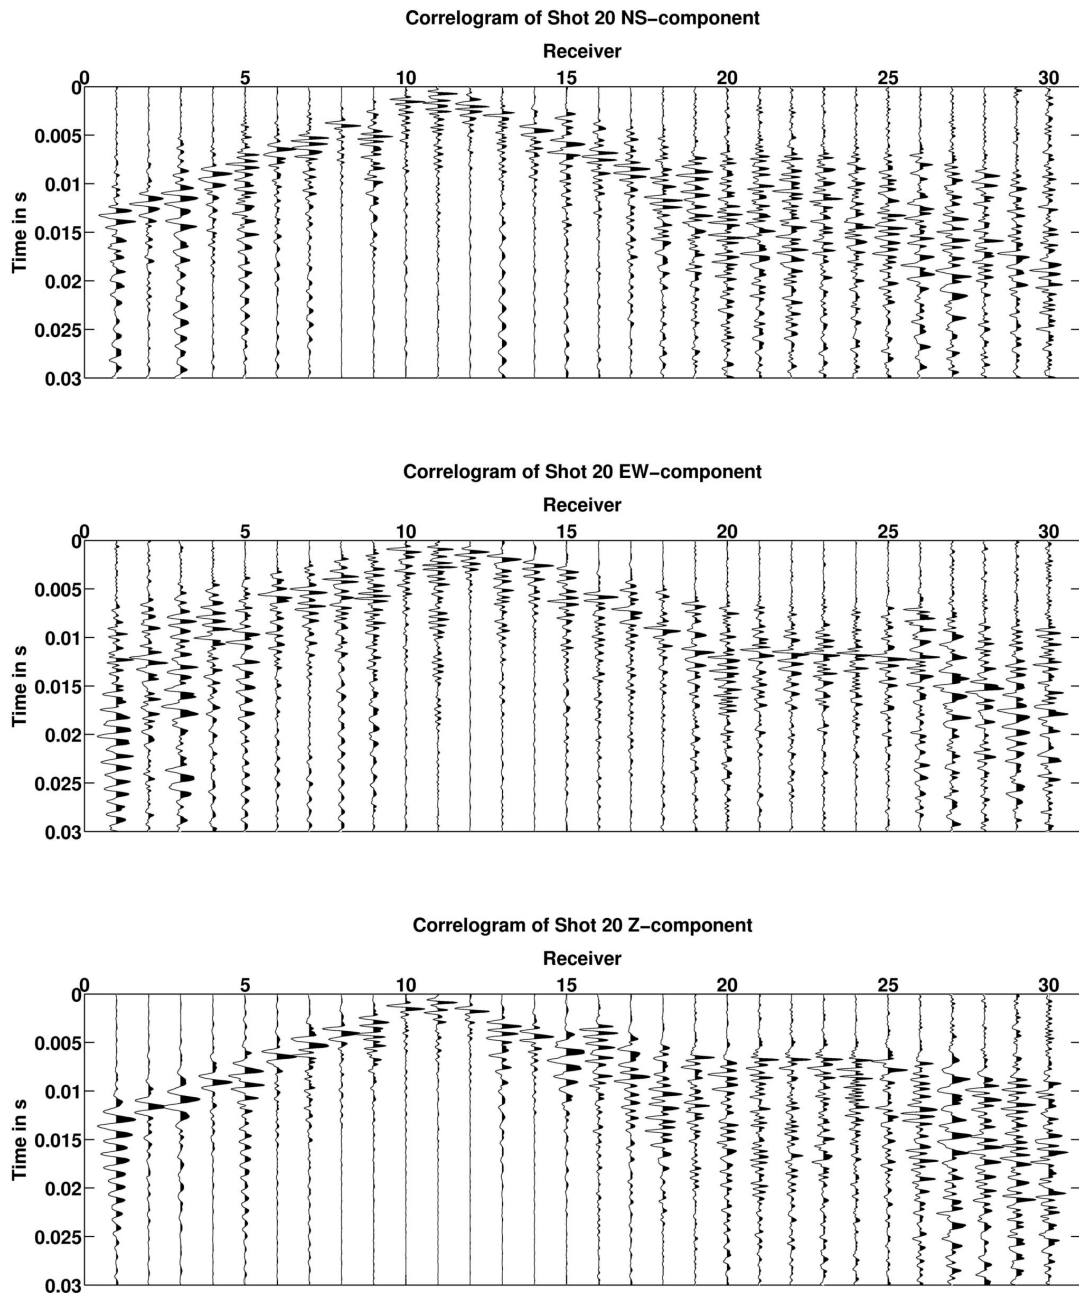 Correlogram of Shot 20 NS−component
Receiver
0 5 10 15 20 25 30
0
0.005
0.01
0.015
0.02
0.025
0.03
Time in s
Correlogram of Shot 20 EW−component
Receiver
0 5 10 15 20 25 30
0
0.005
0.01
0.015
0.02
0.025
0.03
Time in s
Correlogram of Shot 20 Z−component
Receiver
0 5 10 15 20 25 30
0
0.005
0.01
0.015
0.02
0.025
0.03
Time in s